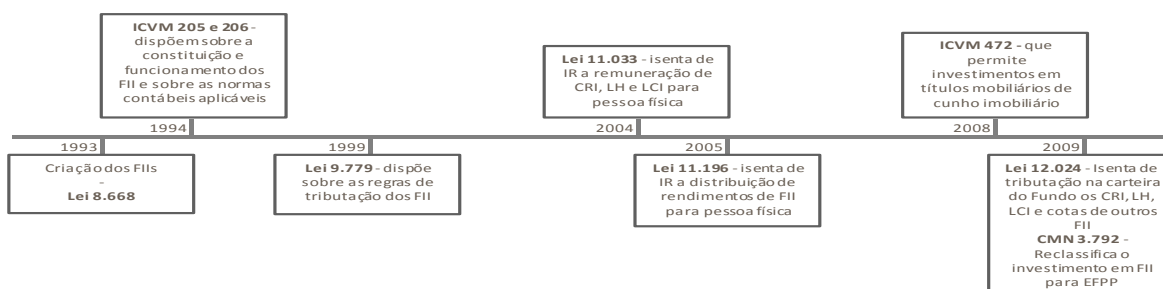 ICVM 205 e 206 -
dispõem sobre a
constituição e
funcionamento dos
FII e sobre as normas
contábeis aplicáveis
1994
Lei 11.033 - isenta de
IR a remuneração de
CRI, LH e LCI para
pessoa física
2004
ICVM 472 - que
permite
investimentos em
títulos mobiliários de
cunho imobiliário
2008
1993
Criação dos FIIs
-
Lei 8.668
1999
Lei 9.779 - dispõe
sobre as regras de
tributação dos FII
2005
Lei 11.196 - isenta de
IR a distribuição de
rendimentos de FII
para pessoa física
2009
Lei 12.024 - Isenta de
tributação na carteira
do Fundo os CRI, LH,
LCI e cotas de outros
FII
CMN 3.792 -
Reclassifica o
investimento em FII
para EFPP